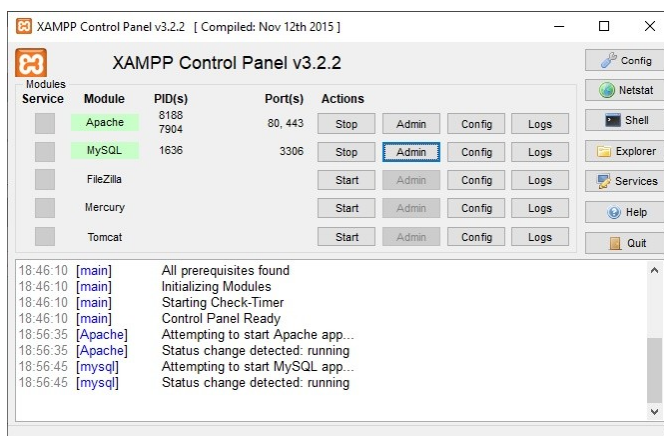 XAMPP Control Panel v3.2.2 [ Compiled: Nov 12th 2015 ]
XAMPP Control Panel v3.2.2
Config
Modules
Service Module PID(s) Port(s) Actions
Netstat
Apache 8188 7904 80, 443 Stop Admin Config Logs
Shell
MySQL 1636 3306 Stop Admin Config Logs
Explorer
FileZilla Start Admin Config Logs
Services
Mercury Start Admin Config Logs
Help
Tomcat Start Admin Config Logs
Quit
18:46:10 [main] All prerequisites found
18:46:10 [main] Initializing Modules
18:46:10 [main] Starting Check-Timer
18:46:10 [main] Control Panel Ready
18:56:35 [Apache] Attempting to start Apache app...
18:56:35 [Apache] Status change detected: running
18:56:45 [mysql] Attempting to start MySQL app...
18:56:45 [mysql] Status change detected: running